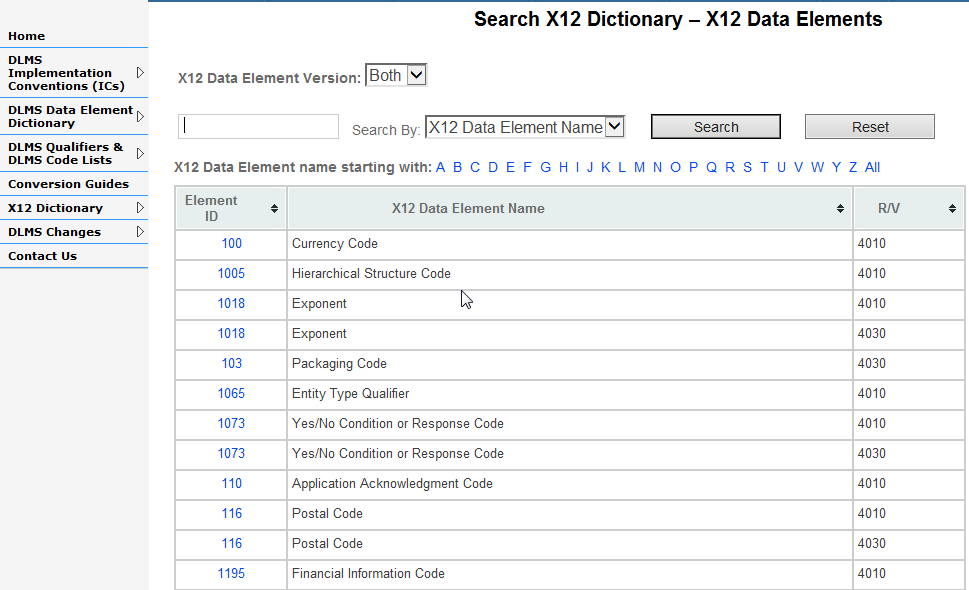 Search X12 Dictionary – X12 Data Elements
Home
DLMS
Implementation
Conventions (ICs)
DLMS Data Element
Dictionary
DLMS Qualifiers &
DLMS Code Lists
Conversion Guides
X12 Dictionary
DLMS Changes
Contact Us
X12 Data Element Version: Both
Search By: X12 Data Element Name Search Reset
X12 Data Element name starting with: A B C D E F G H I J K L M N O P Q R S T U V W Y Z All
Element
ID X12 Data Element Name R/V
100 Currency Code 4010
1005 Hierarchical Structure Code 4010
1018 Exponent 4010
1018 Exponent 4030
103 Packaging Code 4030
1065 Entity Type Qualifier 4010
1073 Yes/No Condition or Response Code 4010
1073 Yes/No Condition or Response Code 4030
110 Application Acknowledgment Code 4010
116 Postal Code 4010
116 Postal Code 4030
1195 Financial Information Code 4010